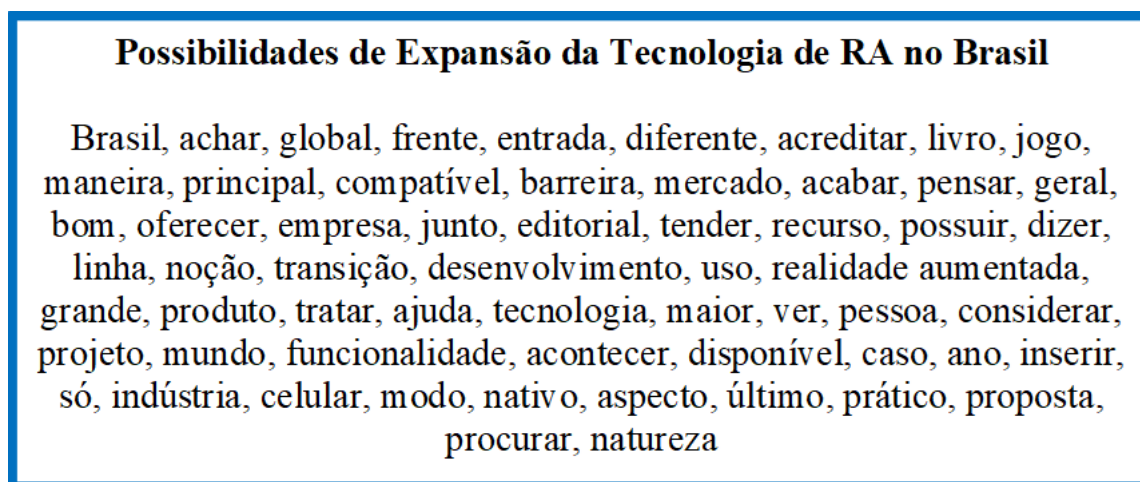 Possibilidades de Expansão da Tecnologia de RA no Brasil
Brasil, achar, global, frente, entrada, diferente, acreditar, livro, jogo,
maneira, principal, compatível, barreira, mercado, acabar, pensar, geral,
bom, oferecer, empresa, junto, editorial, tender, recurso, possuir, dizer,
linha, noção, transição, desenvolvimento, uso, realidade aumentada,
grande, produto, tratar, ajuda, tecnologia, maior, ver, pessoa, considerar,
projeto, mundo, funcionalidade, acontecer, disponível, caso, ano, inserir,
só, indústria, celular, modo, nativo, aspecto, último, prático, proposta,
procurar, natureza